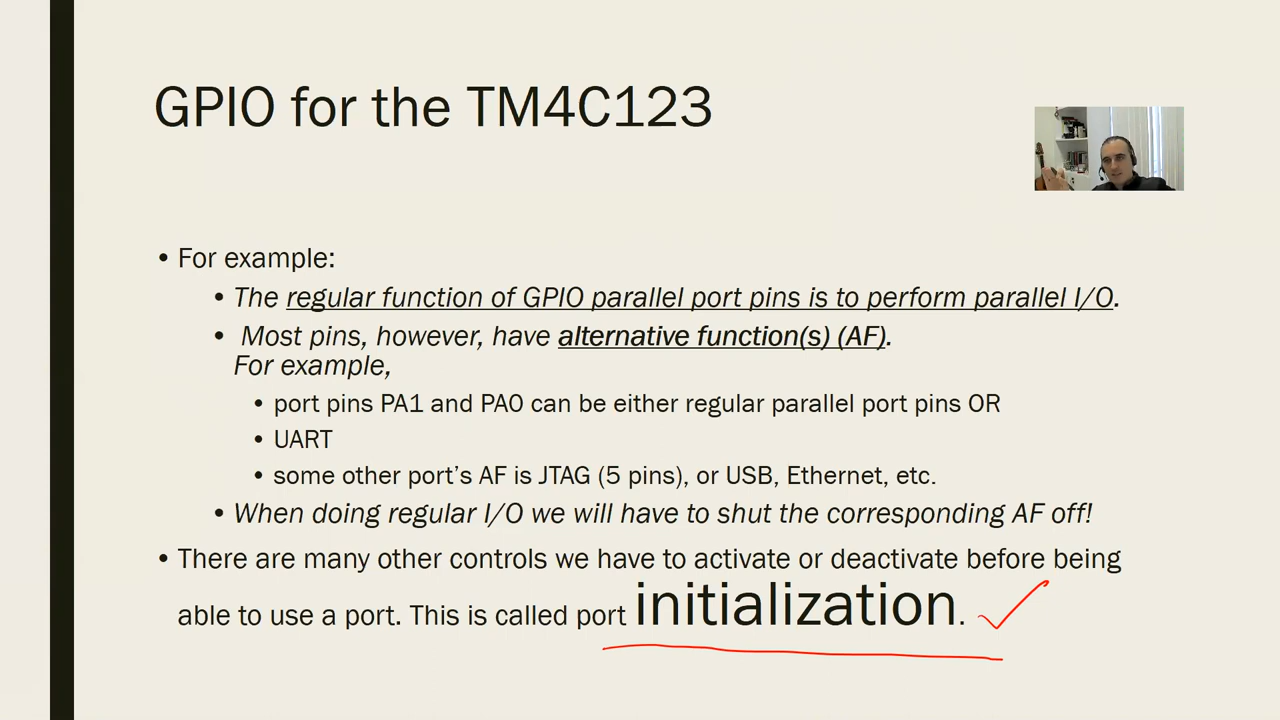 GPIO for the TM4C123
• For example:
• The regular function of GPIO parallel port pins is to perform parallel I/O.
• Most pins, however, have alternative function(s) (AF).
For example,
• port pins PA1 and PA0 can be either regular parallel port pins OR
• UART
• some other port's AF is JTAG (5 pins), or USB, Ethernet, etc.
• When doing regular I/O we will have to shut the corresponding AF off!
• There are many other controls we have to activate or deactivate before being
able to use a port. This is called port initialization.